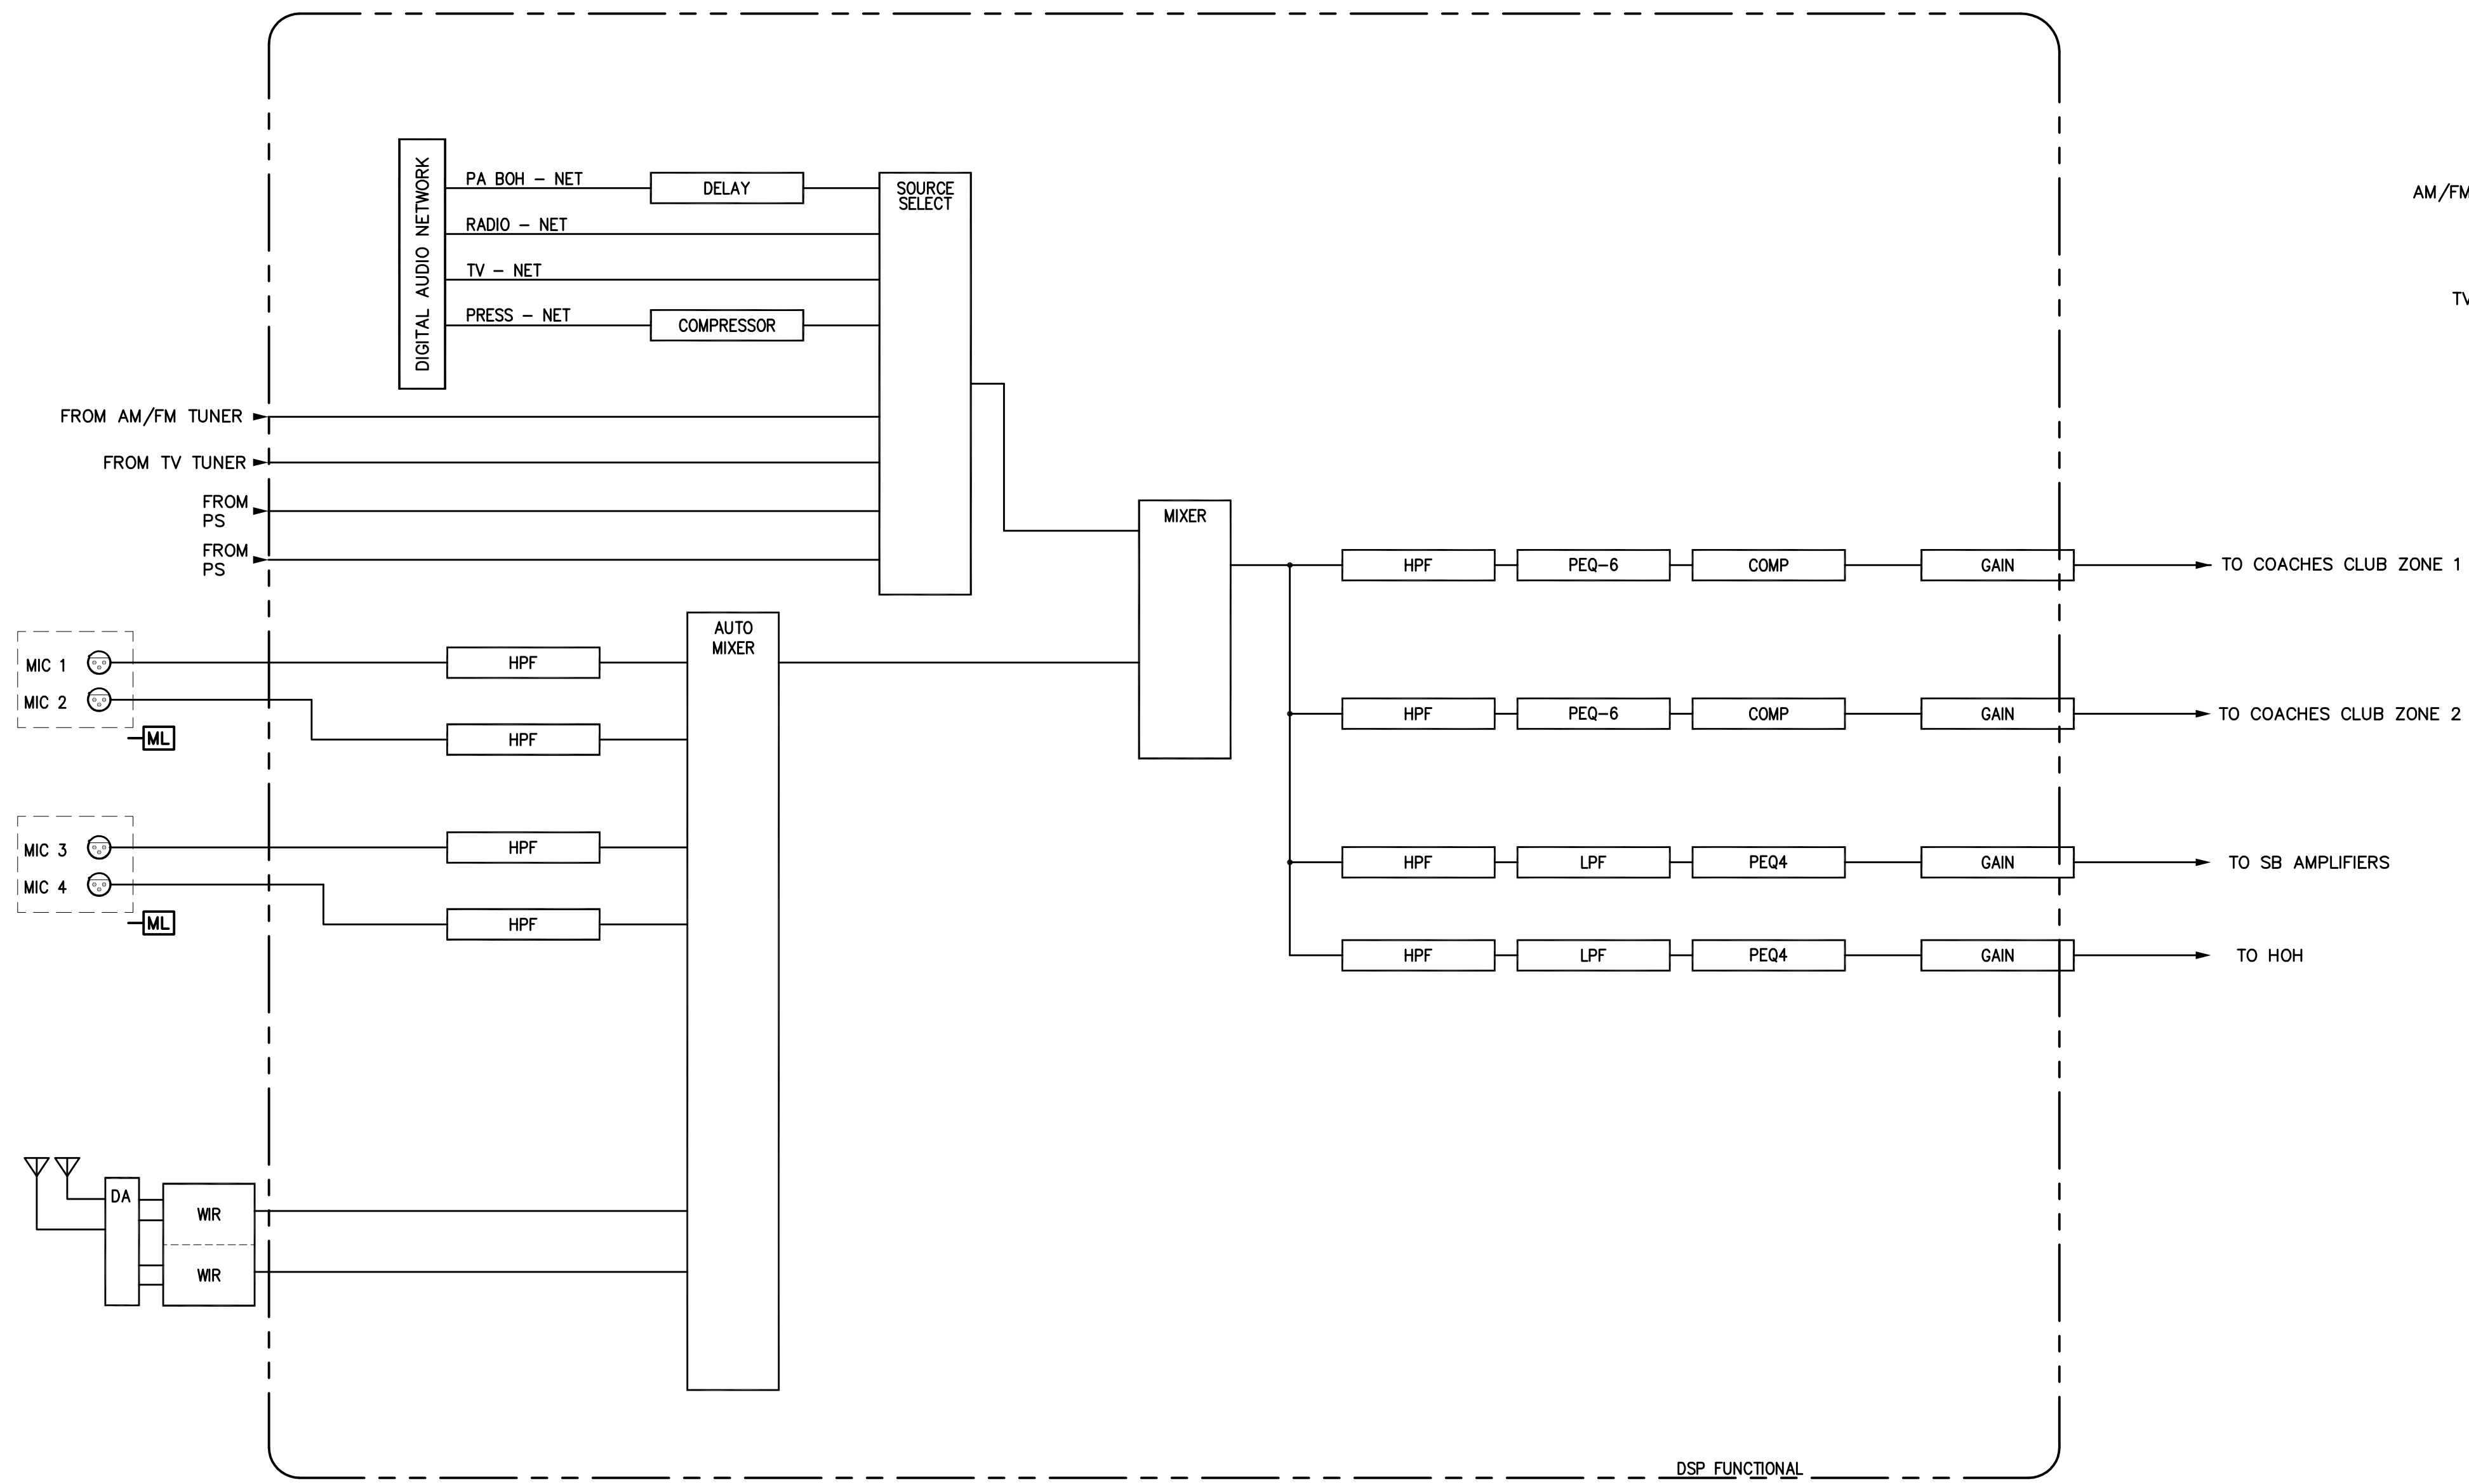 DIGITAL AUDIO NETWORK
PA BOH – NET
DELAY
RADIO – NET
TV – NET
PRESS – NET
COMPRESSOR
SOURCE
SELECT
AM/FM
TV
FROM AM/FM TUNER
FROM TV TUNER
FROM
PS
FROM
PS
MIXER
HPF
PEQ–6
COMP
GAIN
TO COACHES CLUB ZONE 1
AUTO
MIXER
MIC 1
HPF
MIC 2
HPF
ML
HPF
PEQ–6
COMP
GAIN
TO COACHES CLUB ZONE 2
MIC 3
HPF
MIC 4
HPF
ML
HPF
LPF
PEQ4
GAIN
TO SB AMPLIFIERS
HPF
LPF
PEQ4
GAIN
TO HOH
DA
WIR
WIR
DSP FUNCTIONAL